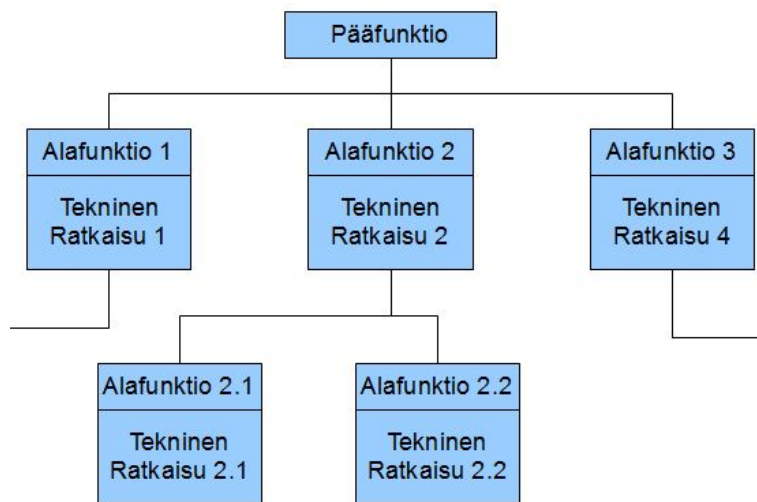 Pääfunktio
Alafunktio 1
Tekninen
Ratkaisu 1
Alafunktio 2
Tekninen
Ratkaisu 2
Alafunktio 3
Tekninen
Ratkaisu 4
Alafunktio 2.1
Tekninen
Ratkaisu 2.1
Alafunktio 2.2
Tekninen
Ratkaisu 2.2